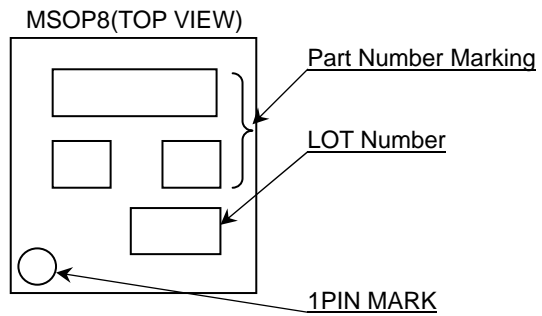 MSOP8(TOP VIEW)
Part Number Marking
LOT Number
1PIN MARK